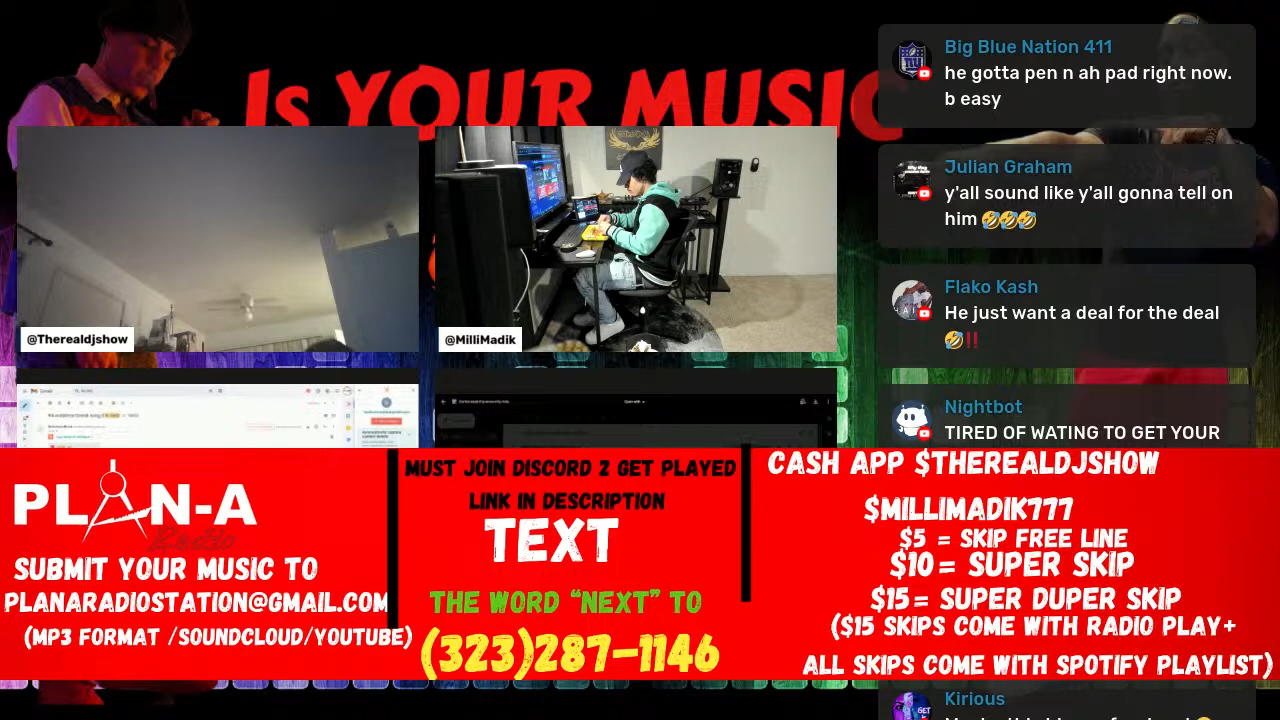 Is YOUR MUSIC
@Therealdjshow
@MilliMadik
Big Blue Nation 411
he gotta pen n ah pad right now.
b easy
Julian Graham
y'all sound like y'all gonna tell on
him 🤣🤣🤣
Flako Kash
He just want a deal for the deal
🤣‼️
Nightbot
TIRED OF WATING TO GET YOUR
PLAN-A
Radio
SUBMIT YOUR MUSIC TO
PLANARADIOSTATION@GMAIL.COM
(MP3 FORMAT /SOUNDCLOUD/YOUTUBE)
MUST JOIN DISCORD 2 GET PLAYED
LINK IN DESCRIPTION
TEXT
THE WORD “NEXT” TO
(323)287-1146
CASH APP $THEREALDJSHOW
$MILLIMADIK777
$5 = SKIP FREE LINE
$10 = SUPER SKIP
$15 = SUPER DUPER SKIP
($15 SKIPS COME WITH RADIO PLAY+
ALL SKIPS COME WITH SPOTIFY PLAYLIST)
Kirious